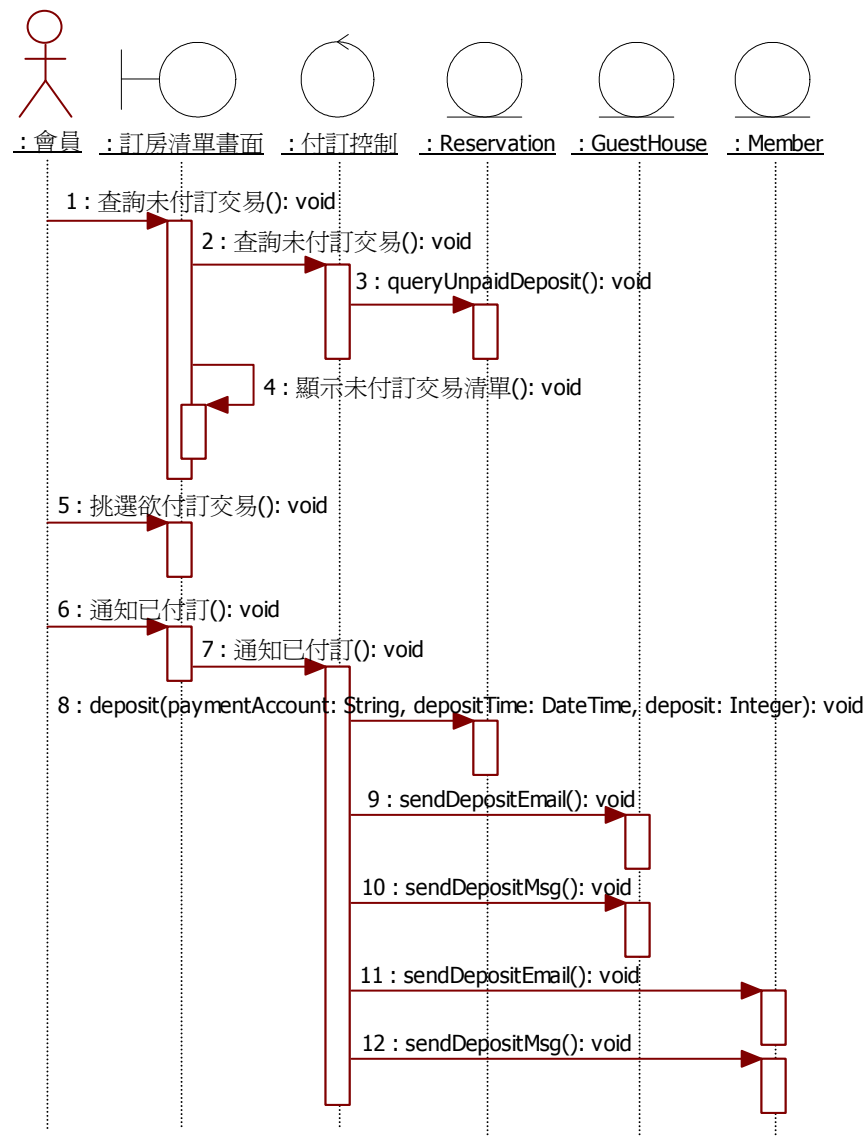 : 會員 : 訂房清單畫面 : 付訂控制 : Reservation : GuestHouse : Member
1 : 查詢未付訂交易(): void
2 : 查詢未付訂交易(): void
3 : queryUnpaidDeposit(): void
4 : 顯示未付訂交易清單(): void
5 : 挑選欲付訂交易(): void
6 : 通知已付訂(): void
7 : 通知已付訂(): void
8 : deposit(paymentAccount: String, depositTime: DateTime, deposit: Integer): void
9 : sendDepositEmail(): void
10 : sendDepositMsg(): void
11 : sendDepositEmail(): void
12 : sendDepositMsg(): void